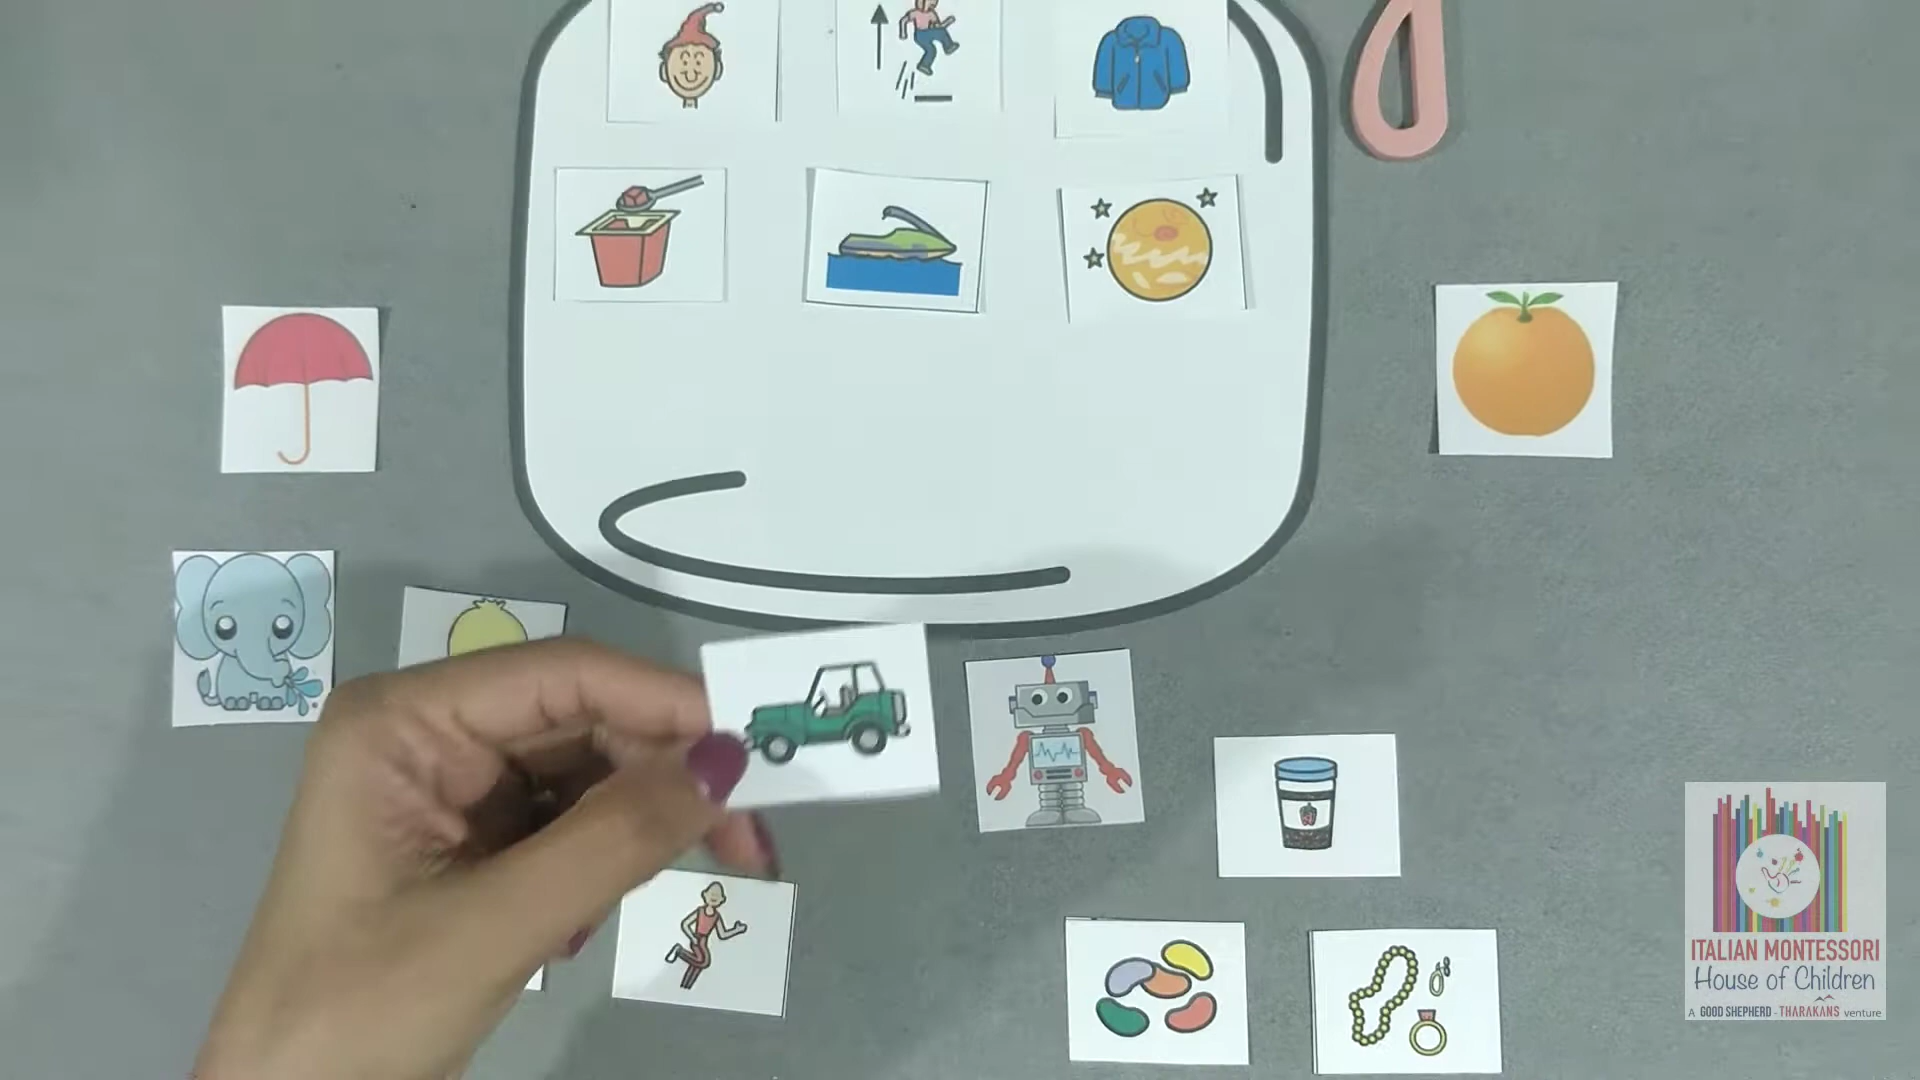 ITALIAN MONTESSORI
House of Children
A GOOD SHEPHERD - THARAKANS venture